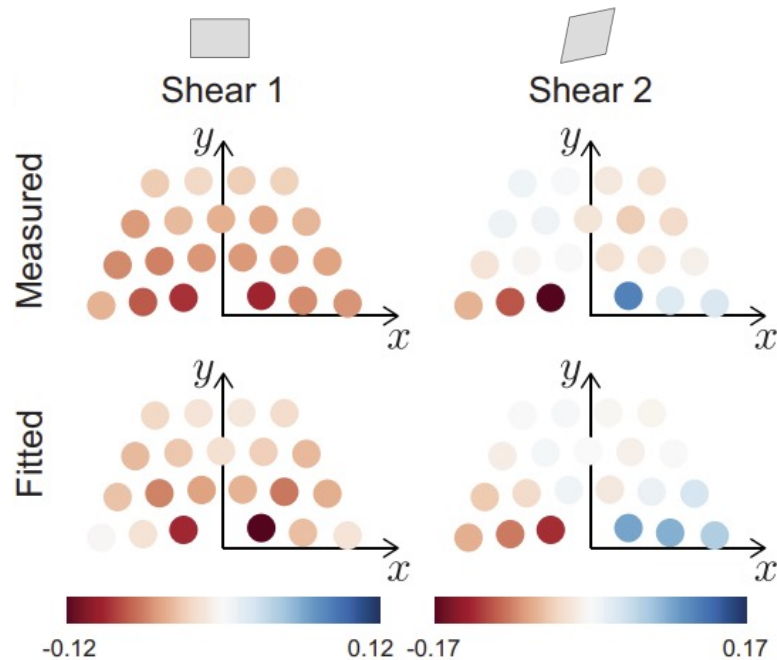 Shear 1
Shear 2
Measured
y
x
y
x
Fitted
y
x
y
x
-0.12
0.12
-0.17
0.17